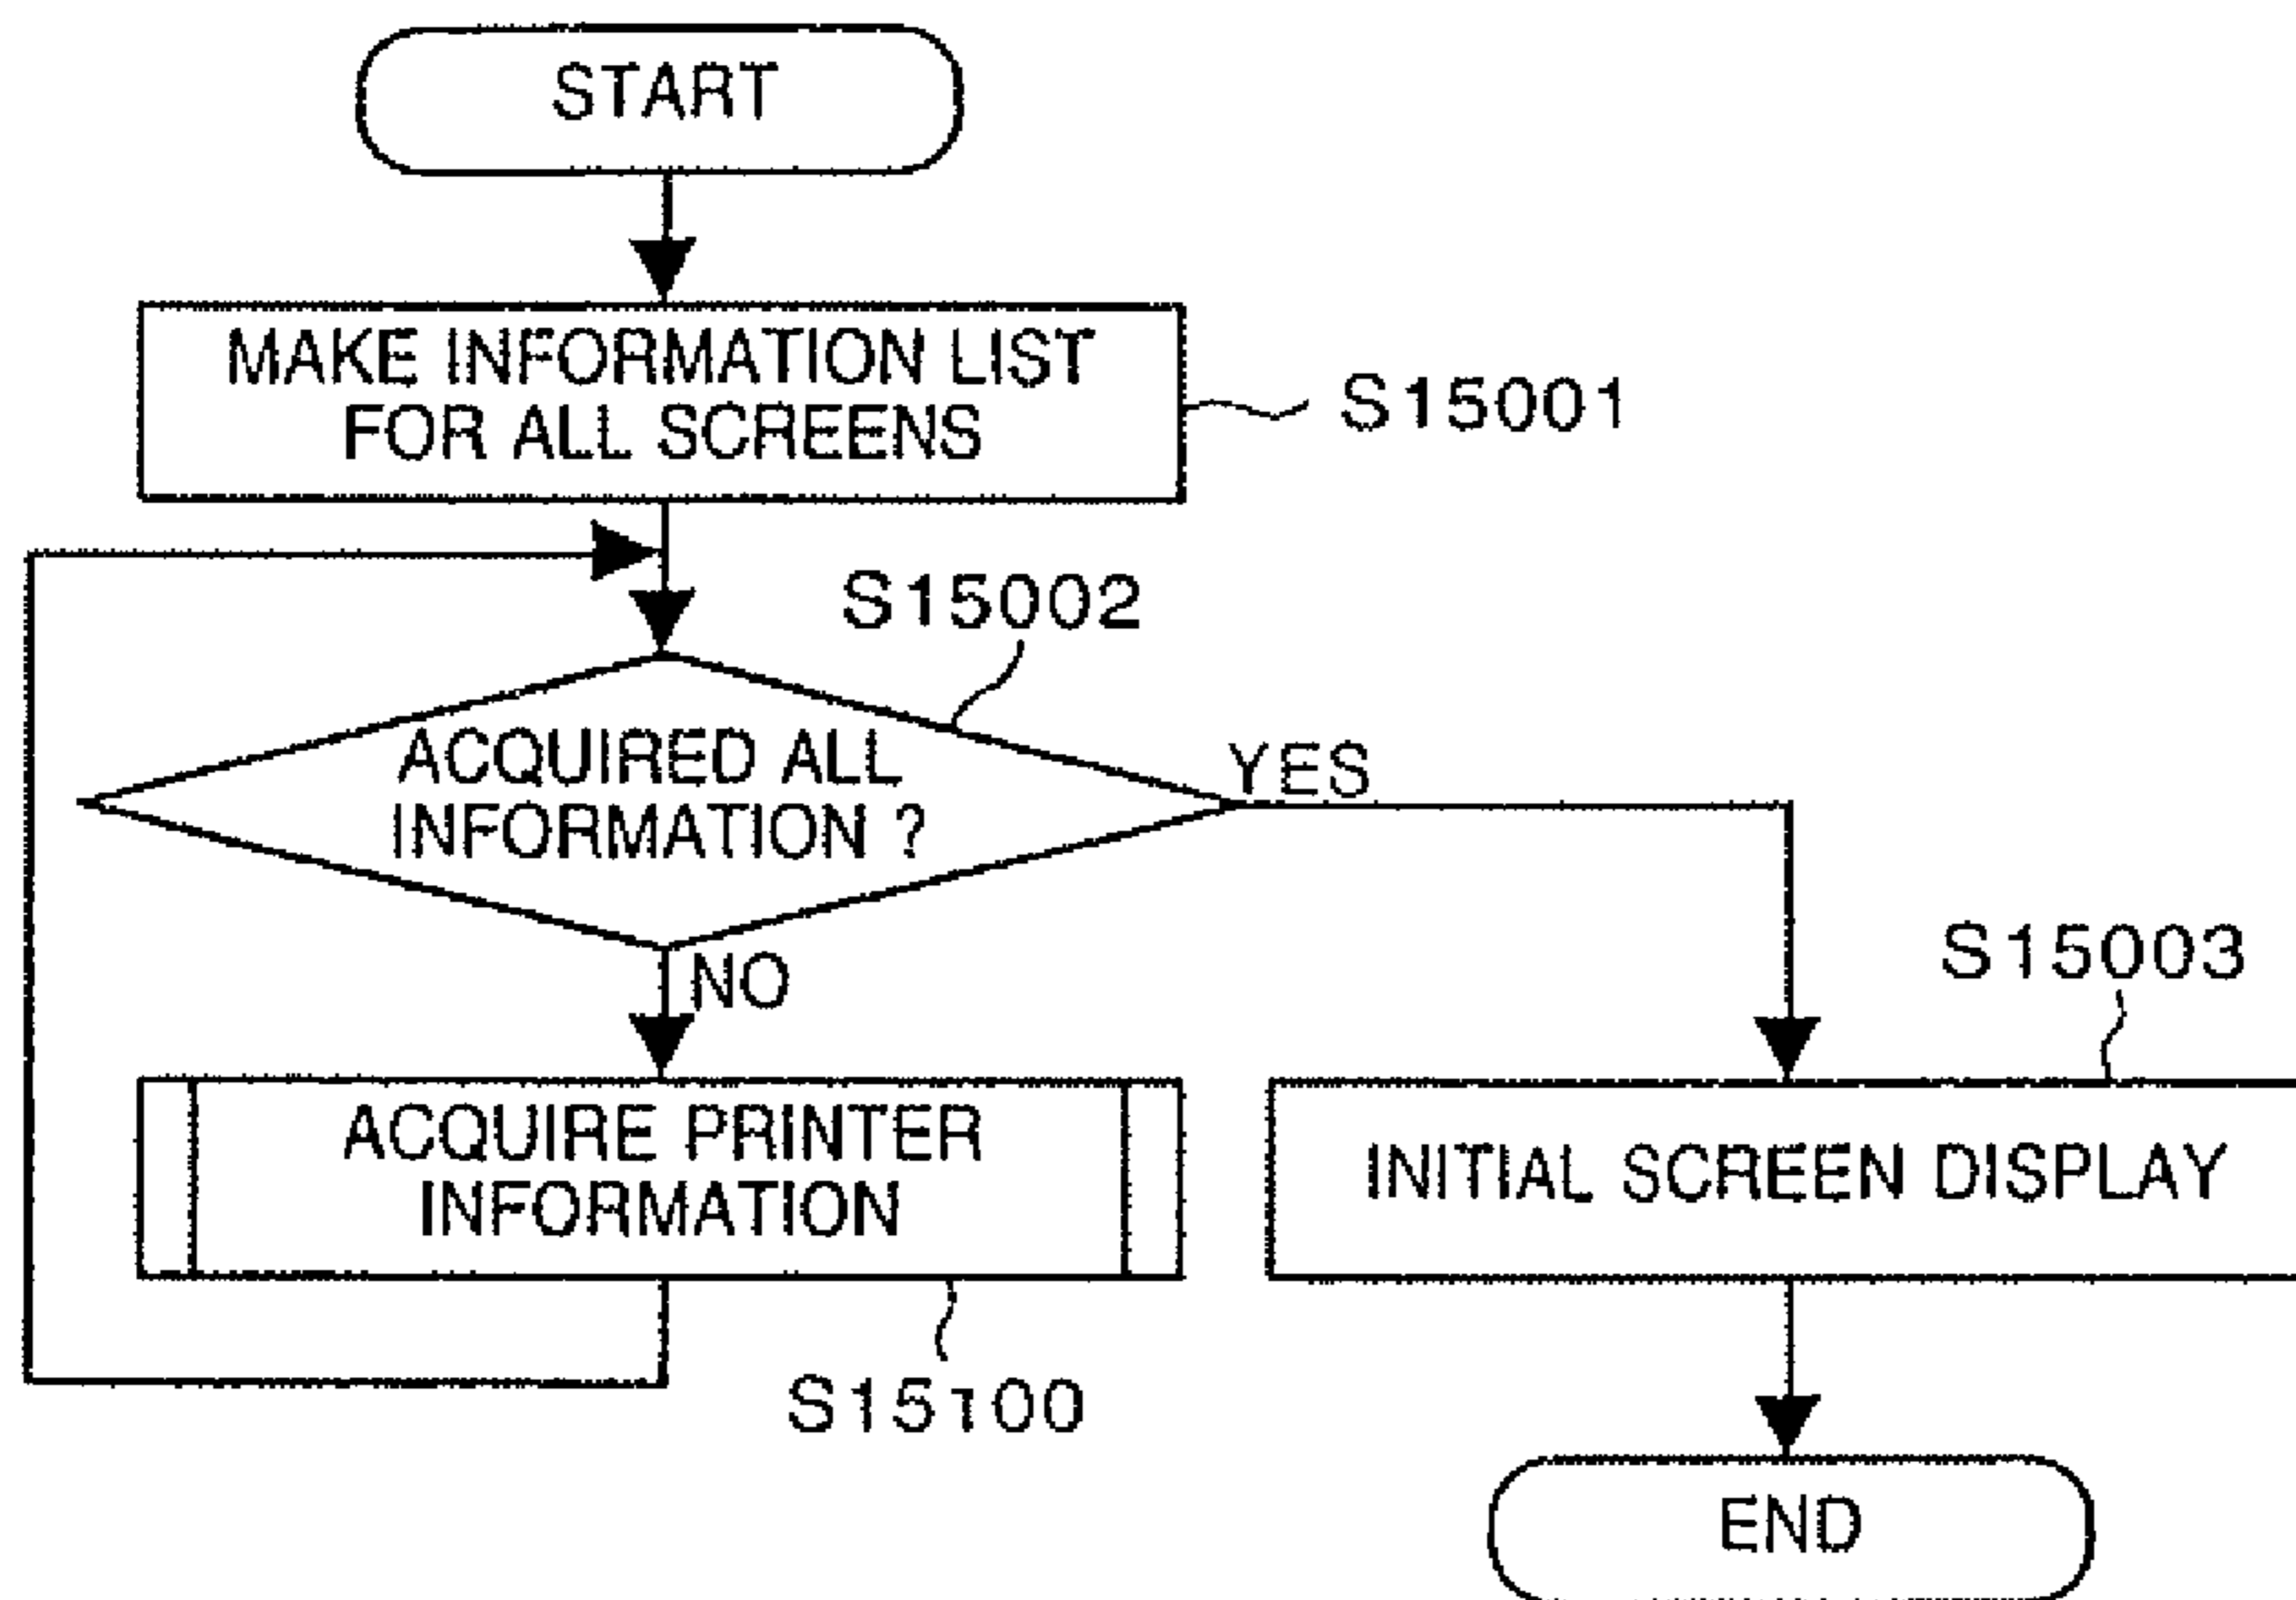 START
MAKE INFORMATION LIST
FOR ALL SCREENS
S15001
S15002
ACQUIRED ALL
INFORMATION ?
YES
NO
S15003
ACQUIRE PRINTER
INFORMATION
INITIAL SCREEN DISPLAY
S15100
END